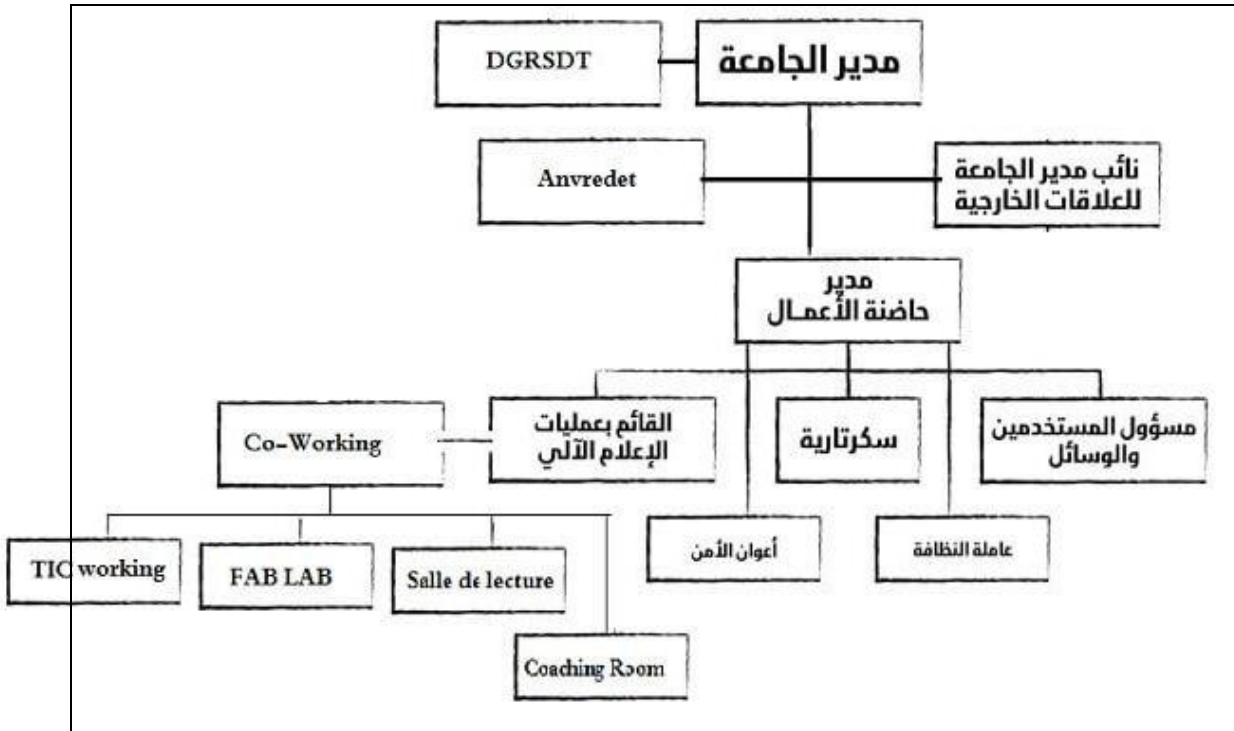 DGRSDT
مدير الجامعة
Anvredet
نائب مدير الجامعة
للعلاقات الخارجية
مدير
حاضنة الأعمـال
Co-Working
القائم بعمليات
الإعلام الآلي
سكرتارية
مسؤول المستخدمين
والوسائل
أعوان الأمن
عاملة النظافة
TIC working
FAB LAB
Salle de lecture
Coaching Room